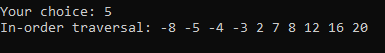 Your choice: 5
In-order traversal: -8 -5 -4 -3 2 7 8 12 16 20